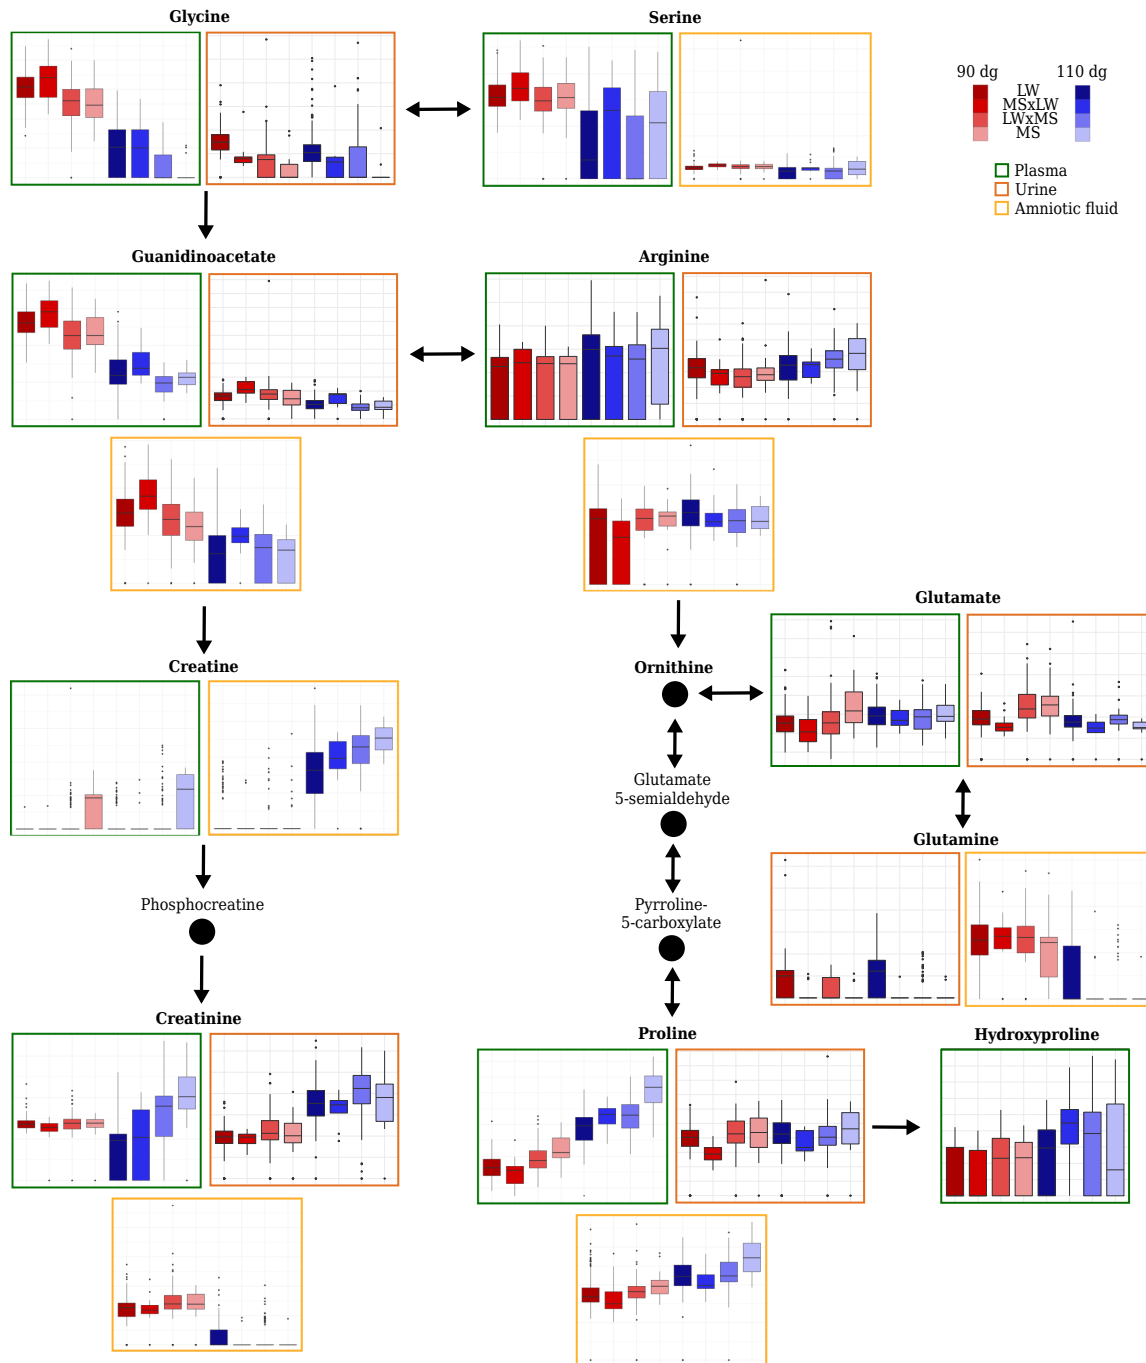 Glycine
Serine
90 dg
110 dg
LW
MSxLW
LWxMS
MS
Plasma
Urine
Amniotic fluid
Guanidinoacetate
Arginine
Glutamate
Creatine
Ornithine
Glutamate
5-semialdehyde
Glutamine
Phosphocreatine
Pyrroline-
5-carboxylate
Creatinine
Proline
Hydroxyproline